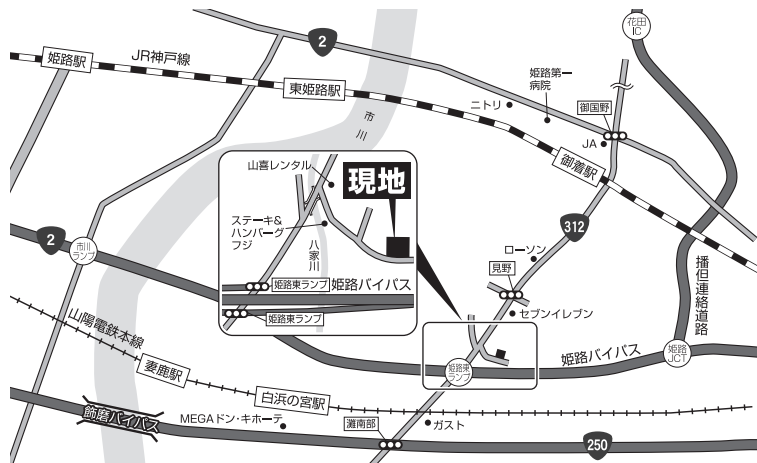 花田
IC
2
JR神戸線
姫路駅
東姫路駅
市川
姫路第一
病院
ニトリ
御国野
JA
御着駅
山喜レンタル
現地
ステーキ&
ハンバーグ
フジ
八家川
姫路東ランプ
姫路バイパス
姫路東ランプ
312
2
市川
ランプ
ローソン
見野
セブンイレブン
播但連絡道路
山陽電鉄本線
妻鹿駅
姫路東
ランプ
姫路バイパス
姫路
JCT
白浜の宮駅
飾磨バイパス
MEGAドン・キホーテ
灘南部
ガスト
250